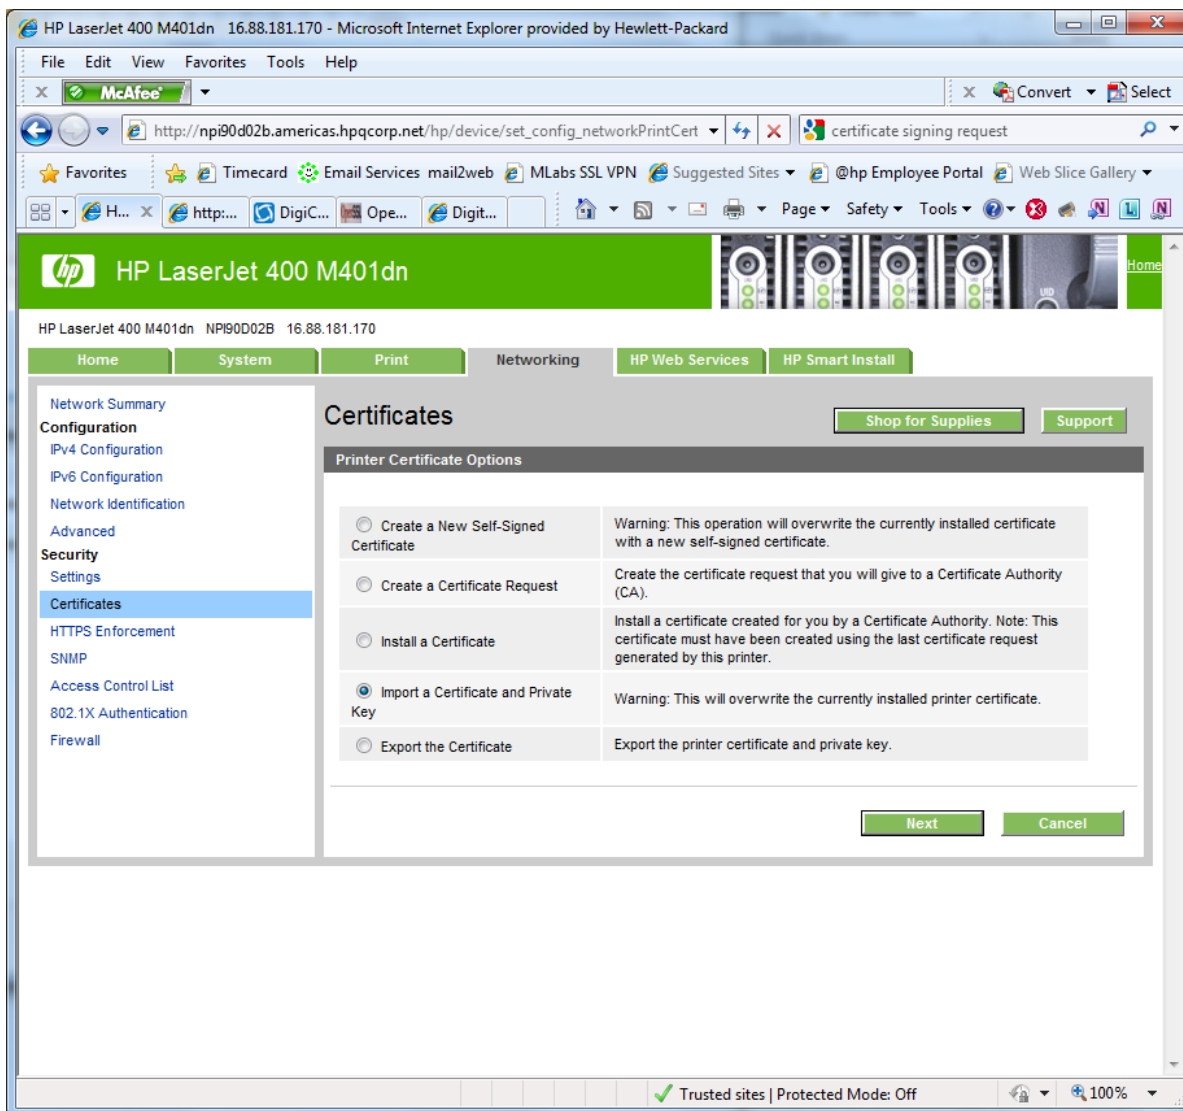 HP LaserJet 400 M401dn   16.88.181.170 - Microsoft Internet Explorer provided by Hewlett-Packard
File Edit View Favorites Tools Help
X McAfee X Convert Select
http://npi90d02b.americas.hpqcorp.net/hp/device/set_config_networkPrintCert certificate signing request
Favorites Timecard Email Services mail2web MLabs SSL VPN Suggested Sites @hp Employee Portal Web Slice Gallery
H... X http:... DigiC... Ope... Digit... Page Safety Tools
hp HP LaserJet 400 M401dn UID Home
HP LaserJet 400 M401dn NPI90D02B 16.88.181.170
Home System Print Networking HP Web Services HP Smart Install
Network Summary
Configuration
IPv4 Configuration
IPv6 Configuration
Network Identification
Advanced
Security
Settings
Certificates
HTTPS Enforcement
SNMP
Access Control List
802.1X Authentication
Firewall
Certificates
Shop for Supplies Support
Printer Certificate Options
Create a New Self-Signed
Certificate
Warning: This operation will overwrite the currently installed certificate
with a new self-signed certificate.
Create a Certificate Request
Create the certificate request that you will give to a Certificate Authority
(CA).
Install a Certificate
Install a certificate created for you by a Certificate Authority. Note: This
certificate must have been created using the last certificate request
generated by this printer.
Import a Certificate and Private
Key
Warning: This will overwrite the currently installed printer certificate.
Export the Certificate
Export the printer certificate and private key.
Next Cancel
Trusted sites | Protected Mode: Off 100%